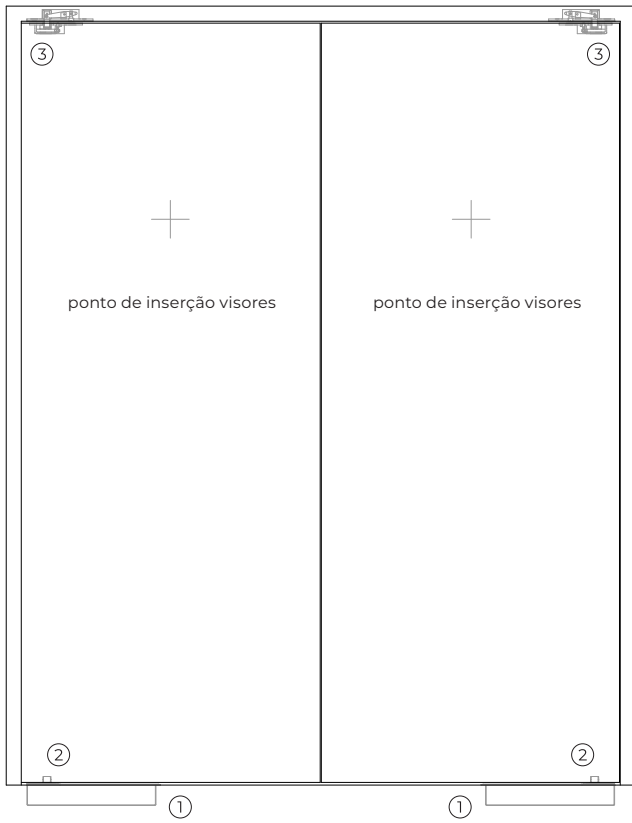 3 3
ponto de inserção visores ponto de inserção visores
2 2
1 1